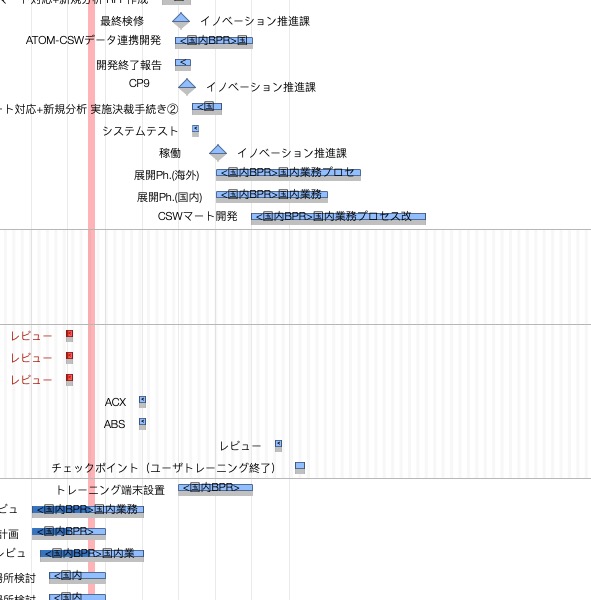 最終検修 イノベーション推進課
ATOM-CSWデータ連携開発 <国内BPR>国
開発終了報告 <
CP9 イノベーション推進課
ート対応+新規分析 実施決裁手続き② <国
システムテスト
稼働 イノベーション推進課
展開Ph.(海外) <国内BPR>国内業務プロセ
展開Ph.(国内) <国内BPR>国内業務
CSWマート開発 <国内BPR>国内業務プロセス改
レビュー
レビュー
レビュー
ACX <
ABS <
レビュー <
チェックポイント（ユーザトレーニング終了）
トレーニング端末設置 <国内BPR>
ビュ <国内BPR>国内業務
計画 <国内BPR>
レビュ <国内BPR>国内業
場所検討 <国内
場所検討 <国内